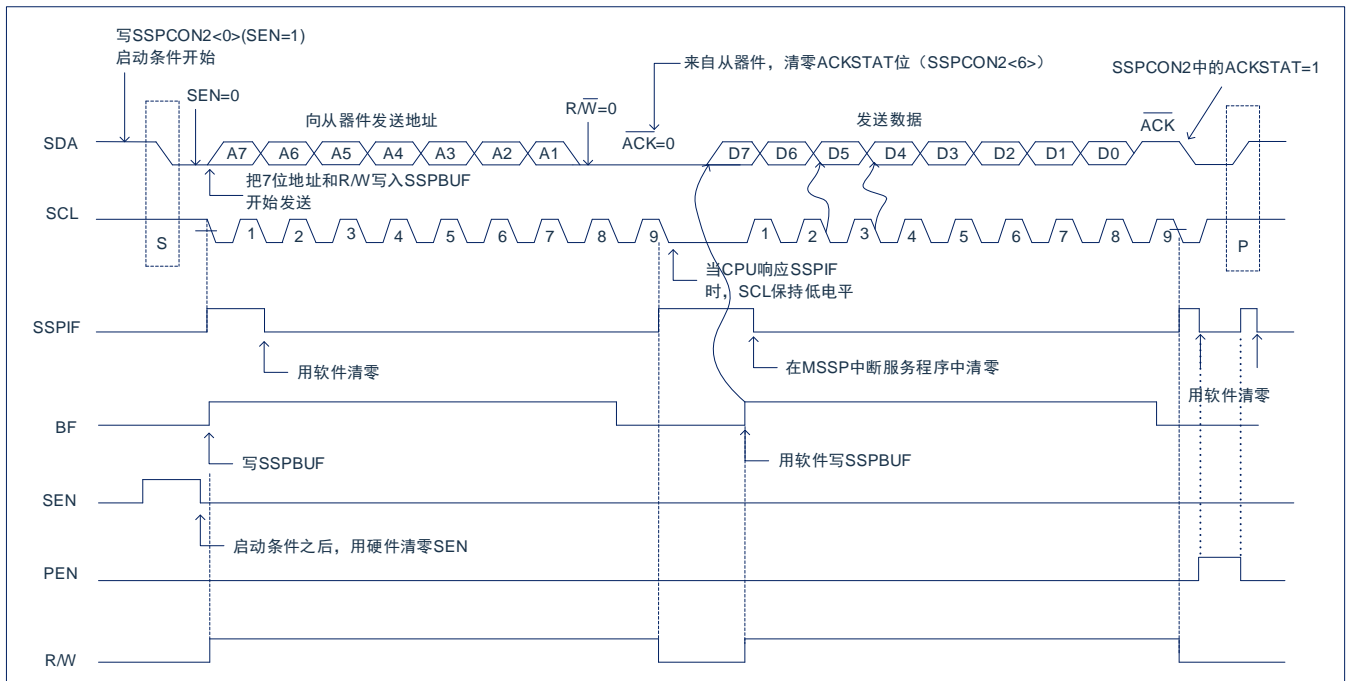 写SSPCON2<0>(SEN=1)
启动条件开始
来自从器件，清零ACKSTAT位（SSPCON2<6>）
SSPCON2中的ACKSTAT=1
SEN=0
R/W=0
向从器件发送地址
发送数据
ACK=0
ACK
SDA
A7 A6 A5 A4 A3 A2 A1
D7 D6 D5 D4 D3 D2 D1 D0
把7位地址和R/W写入SSPBUF
开始发送
SCL
S
1 2 3 4 5 6 7 8 9
1 2 3 4 5 6 7 8 9
P
当CPU响应SSPIF
时，SCL保持低电平
SSPIF
用软件清零
在MSSP中断服务程序中清零
用软件清零
BF
写SSPBUF
用软件写SSPBUF
SEN
启动条件之后，用硬件清零SEN
PEN
R/W